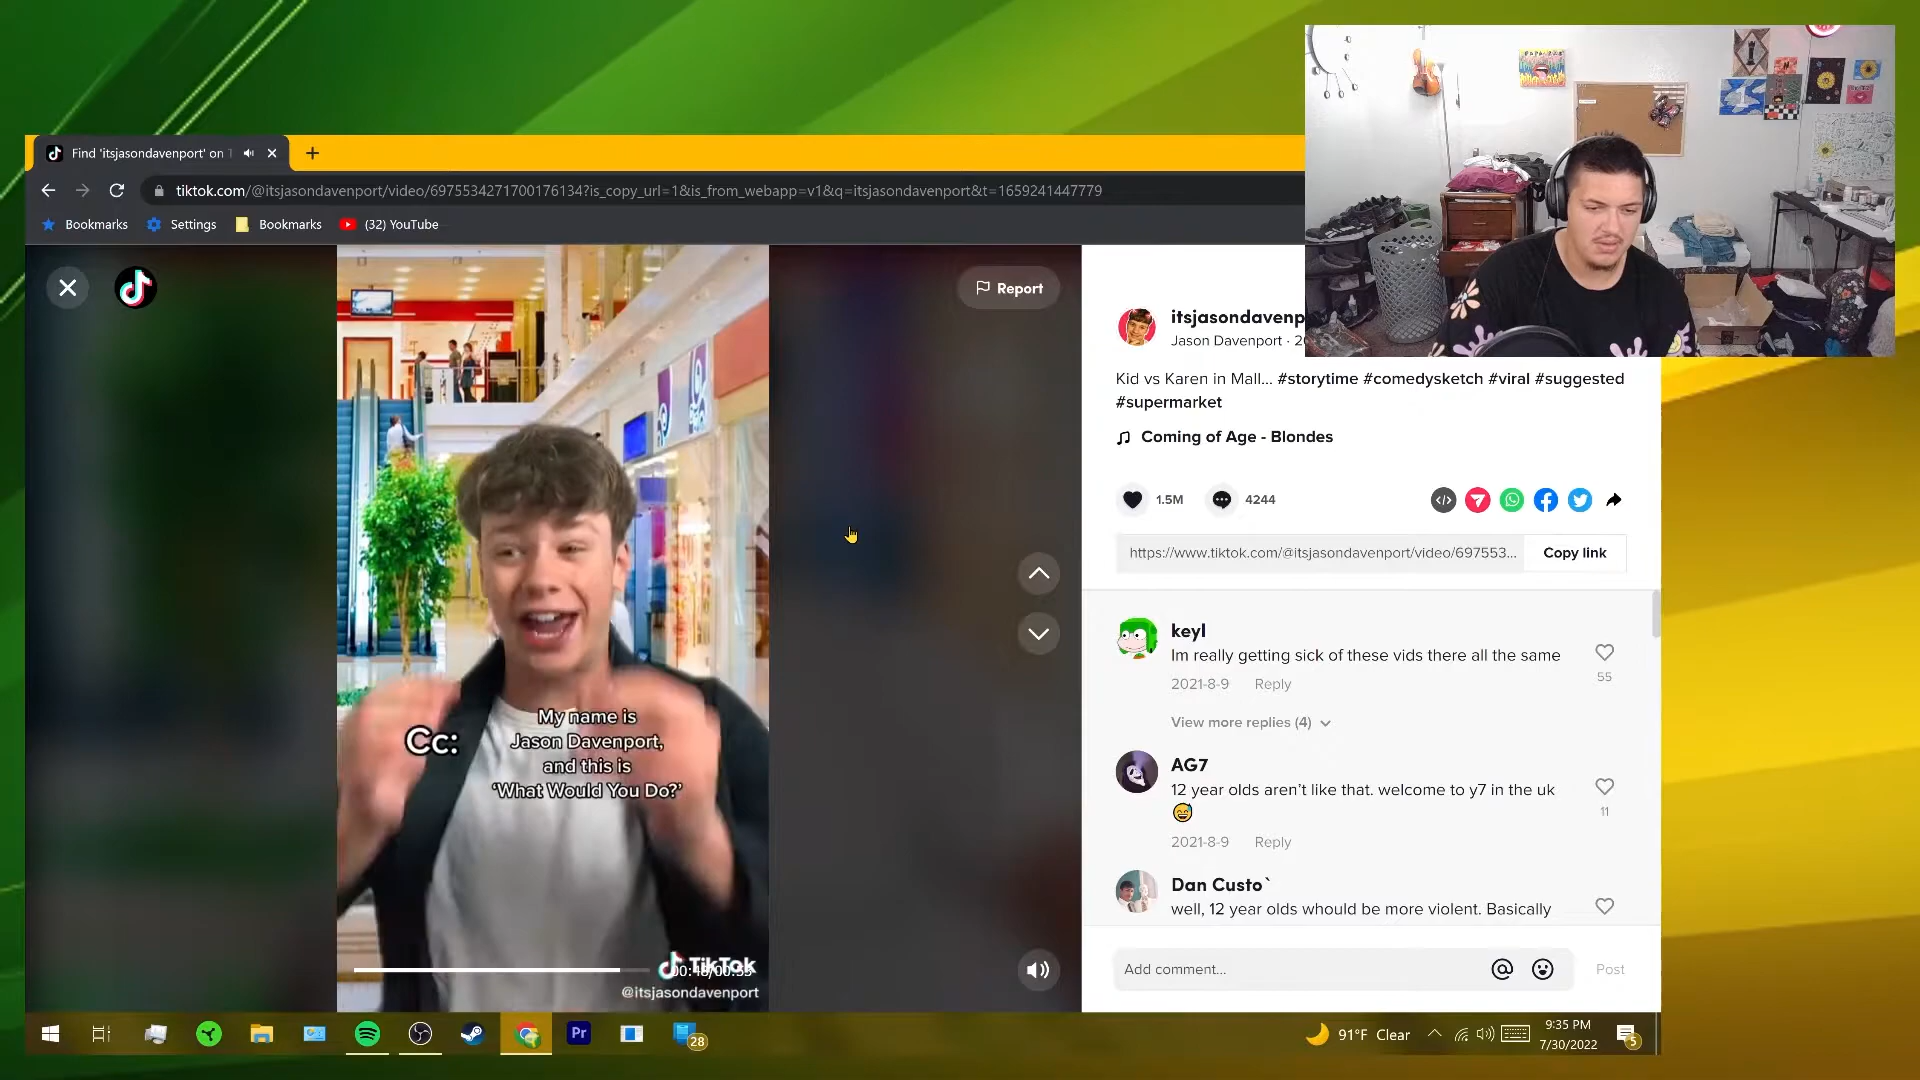 Find 'itsjasondavenport' on T
tiktok.com/@itsjasondavenport/video/6975534271700176134?is_copy_url=1&is_from_webapp=v1&q=itsjasondavenport&t=1659241447779
Bookmarks
Settings
Bookmarks
(32) YouTube
Report
itsjasondavenp
Jason Davenport · 2
Kid vs Karen in Mall... #storytime #comedysketch #viral #suggested
#supermarket
Coming of Age - Blondes
1.5M
4244
https://www.tiktok.com/@itsjasondavenport/video/697553...
Copy link
Cc:
My name is
Jason Davenport,
and this is
'What Would You Do?'
TikTok
@itsjasondavenport
keyl
Im really getting sick of these vids there all the same
55
2021-8-9
Reply
View more replies (4)
AG7
12 year olds aren't like that. welcome to y7 in the uk
😅
11
2021-8-9
Reply
Dan Custo`
well, 12 year olds whould be more violent. Basically
Add comment...
Post
Pr
28
91°F Clear
9:35 PM
7/30/2022
5